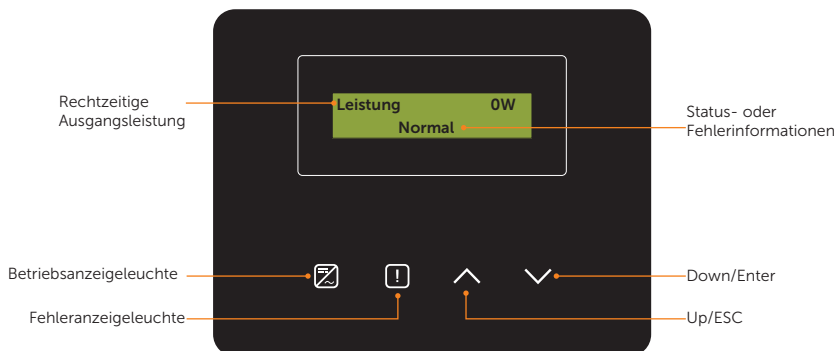 Rechtzeitige
Ausgangsleistung
Leistung 0W
Normal
Status- oder
Fehlerinformationen
Betriebsanzeigeleuchte
Down/Enter
Fehleranzeigeleuchte
Up/ESC